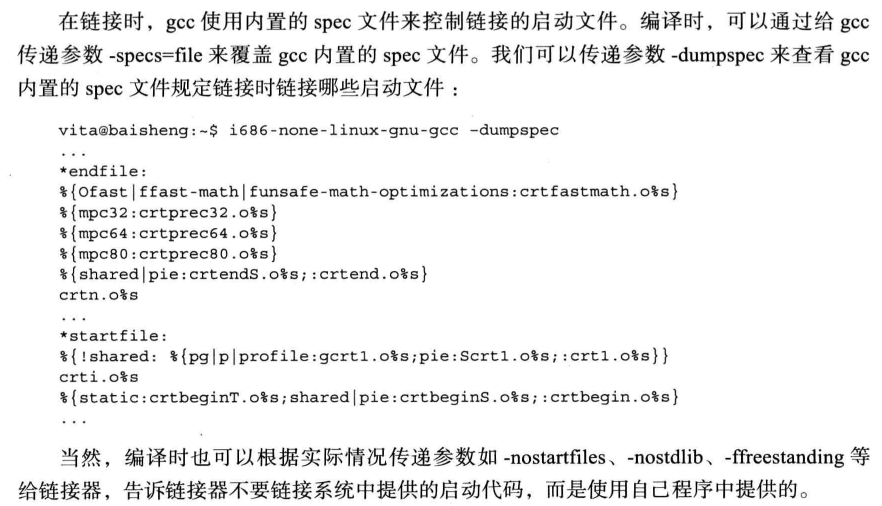 在链接时，gcc 使用内置的 spec 文件来控制链接的启动文件。编译时，可以通过给 gcc
传递参数 -specs=file 来覆盖 gcc 内置的 spec 文件。我们可以传递参数 -dumpspec 来查看 gcc
内置的 spec 文件规定链接时链接哪些启动文件：
vita@baisheng:~$ i686-none-linux-gnu-gcc -dumpspec
...
*endfile:
%{Ofast|ffast-math|funsafe-math-optimizations:crtfastmath.o%s}
%{mpc32:crtprec32.o%s}
%{mpc64:crtprec64.o%s}
%{mpc80:crtprec80.o%s}
%{shared|pie:crtendS.o%s;:crtend.o%s}
crtn.o%s
...
*startfile:
%{!shared: %{pg|p|profile:gcrt1.o%s;pie:Scrt1.o%s;:crt1.o%s}}
crti.o%s
%{static:crtbeginT.o%s;shared|pie:crtbeginS.o%s;:crtbegin.o%s}
...
当然，编译时也可以根据实际情况传递参数如 -nostartfiles、-nostdlib、-ffreestanding 等
给链接器，告诉链接器不要链接系统中提供的启动代码，而是使用自己程序中提供的。